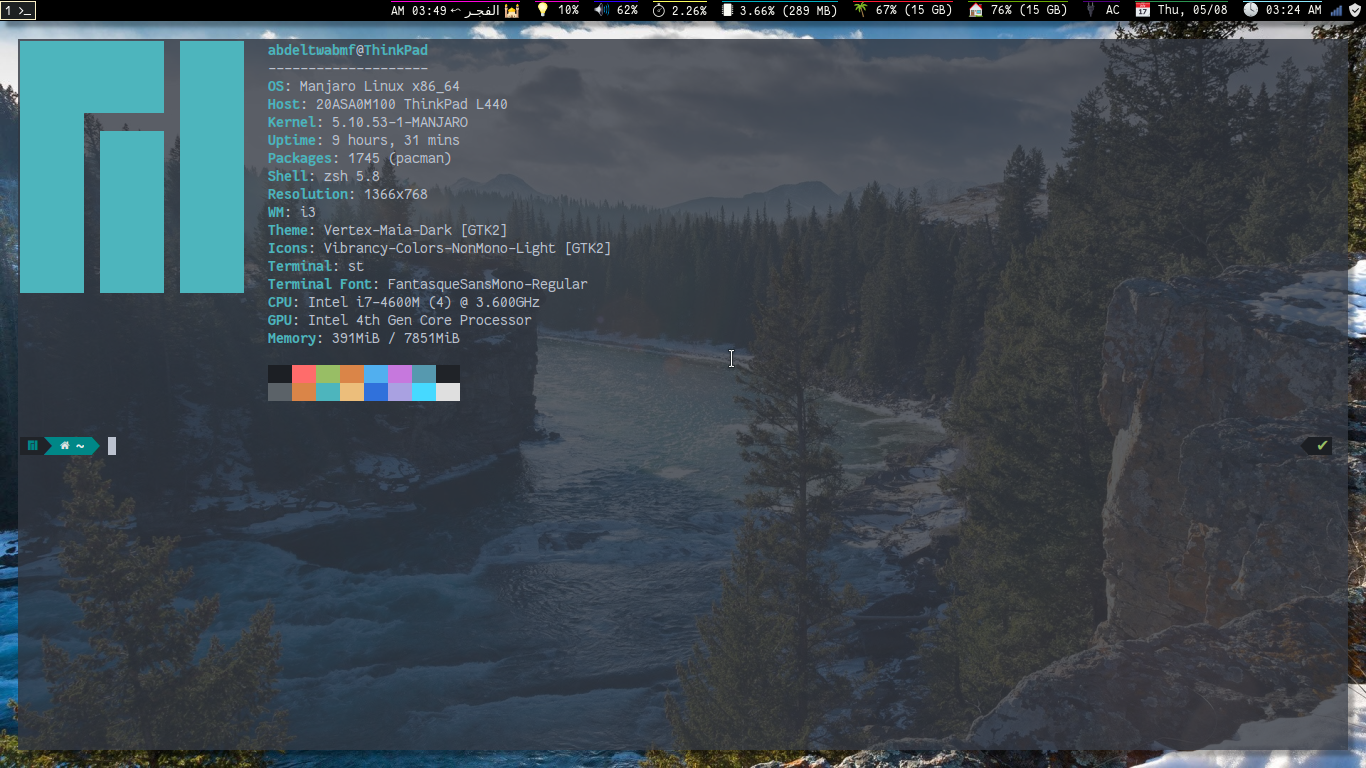 1 >_ AM 03:49 ← الفجر 10% 62% 2.26% 3.66% (289 MB) 67% (15 GB) 76% (15 GB) AC 17 Thu, 05/08 03:24 AM
abdeltwabmf@ThinkPad
--------------------
OS: Manjaro Linux x86_64
Host: 20ASA0M100 ThinkPad L440
Kernel: 5.10.53-1-MANJARO
Uptime: 9 hours, 31 mins
Packages: 1745 (pacman)
Shell: zsh 5.8
Resolution: 1366x768
WM: i3
Theme: Vertex-Maia-Dark [GTK2]
Icons: Vibrancy-Colors-NonMono-Light [GTK2]
Terminal: st
Terminal Font: FantasqueSansMono-Regular
CPU: Intel i7-4600M (4) @ 3.600GHz
GPU: Intel 4th Gen Core Processor
Memory: 391MiB / 7851MiB
~ ✔